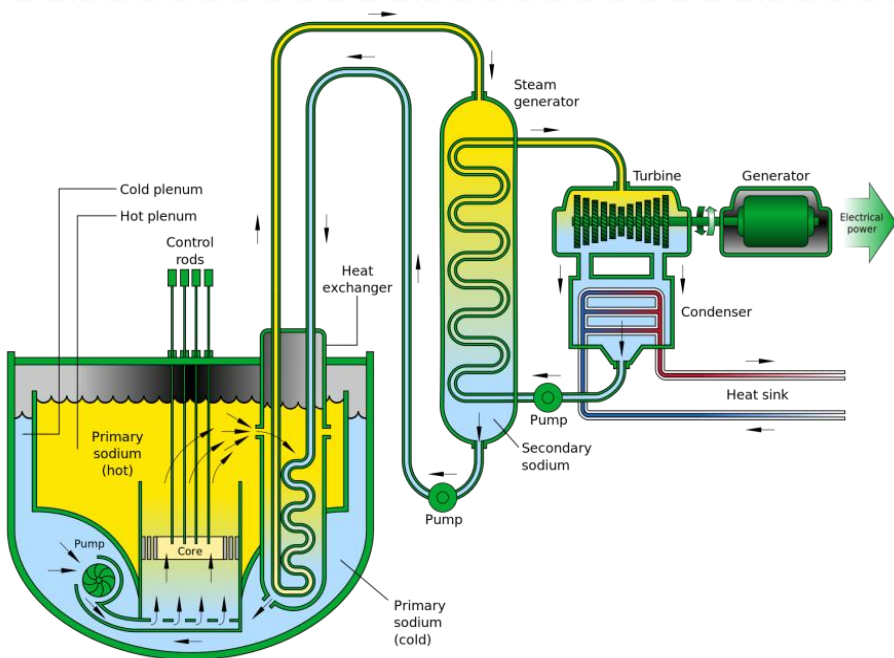 Steam
generator
Turbine
Generator
Electrical
power
Cold plenum
Hot plenum
Control
rods
Heat
exchanger
Condenser
Heat sink
Pump
Primary
sodium
(hot)
Secondary
sodium
Pump
Pump
Core
Primary
sodium
(cold)